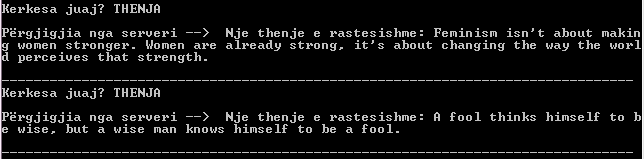 Kerkesa juaj? THENJA
Përgjigjia nga serveri -->  Nje thenje e rastesishme: Feminism isn't about makin
g women stronger. Women are already strong, it's about changing the way the worl
d perceives that strength.
________________________________________________________________________________
Kerkesa juaj? THENJA
Përgjigjia nga serveri -->  Nje thenje e rastesishme: A fool thinks himself to b
e wise, but a wise man knows himself to be a fool.
________________________________________________________________________________